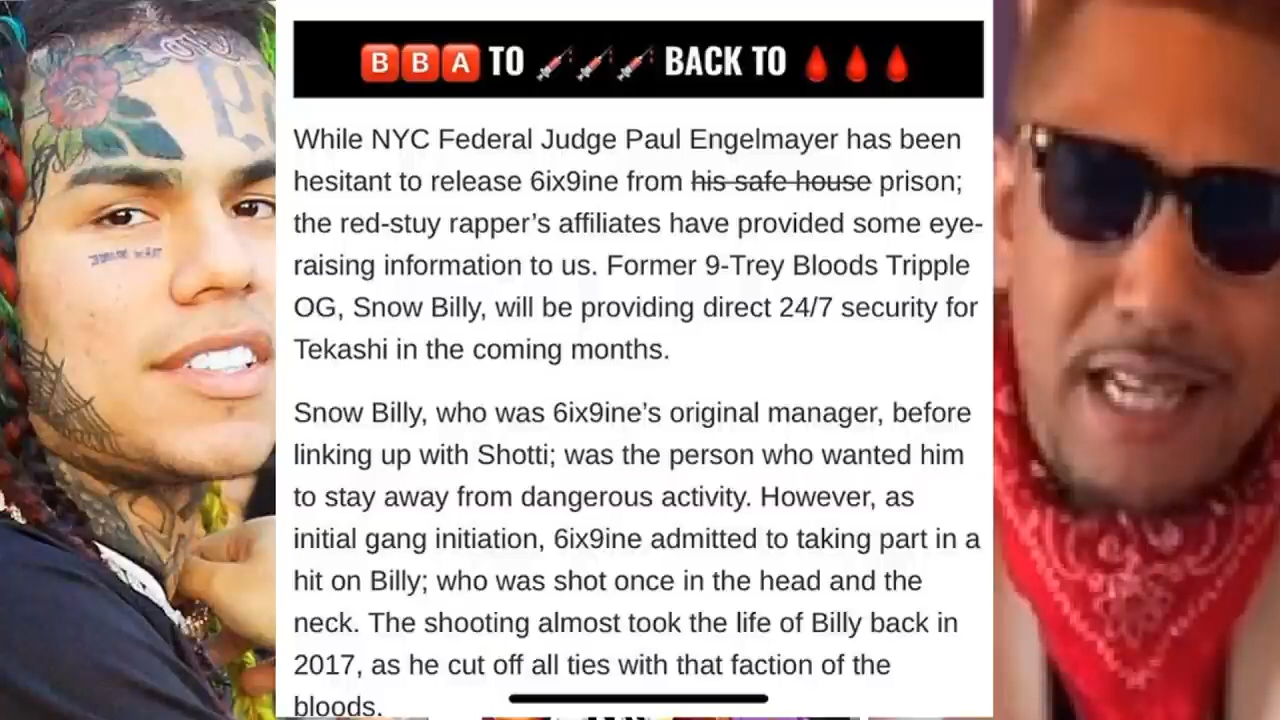 🅱🅱🅰 TO 💉💉💉 BACK TO 🩸🩸🩸
While NYC Federal Judge Paul Engelmayer has been
hesitant to release 6ix9ine from his safe house prison;
the red-stuy rapper’s affiliates have provided some eye-
raising information to us. Former 9-Trey Bloods Tripple
OG, Snow Billy, will be providing direct 24/7 security for
Tekashi in the coming months.
Snow Billy, who was 6ix9ine’s original manager, before
linking up with Shotti; was the person who wanted him
to stay away from dangerous activity. However, as
initial gang initiation, 6ix9ine admitted to taking part in a
hit on Billy; who was shot once in the head and the
neck. The shooting almost took the life of Billy back in
2017, as he cut off all ties with that faction of the
bloods.